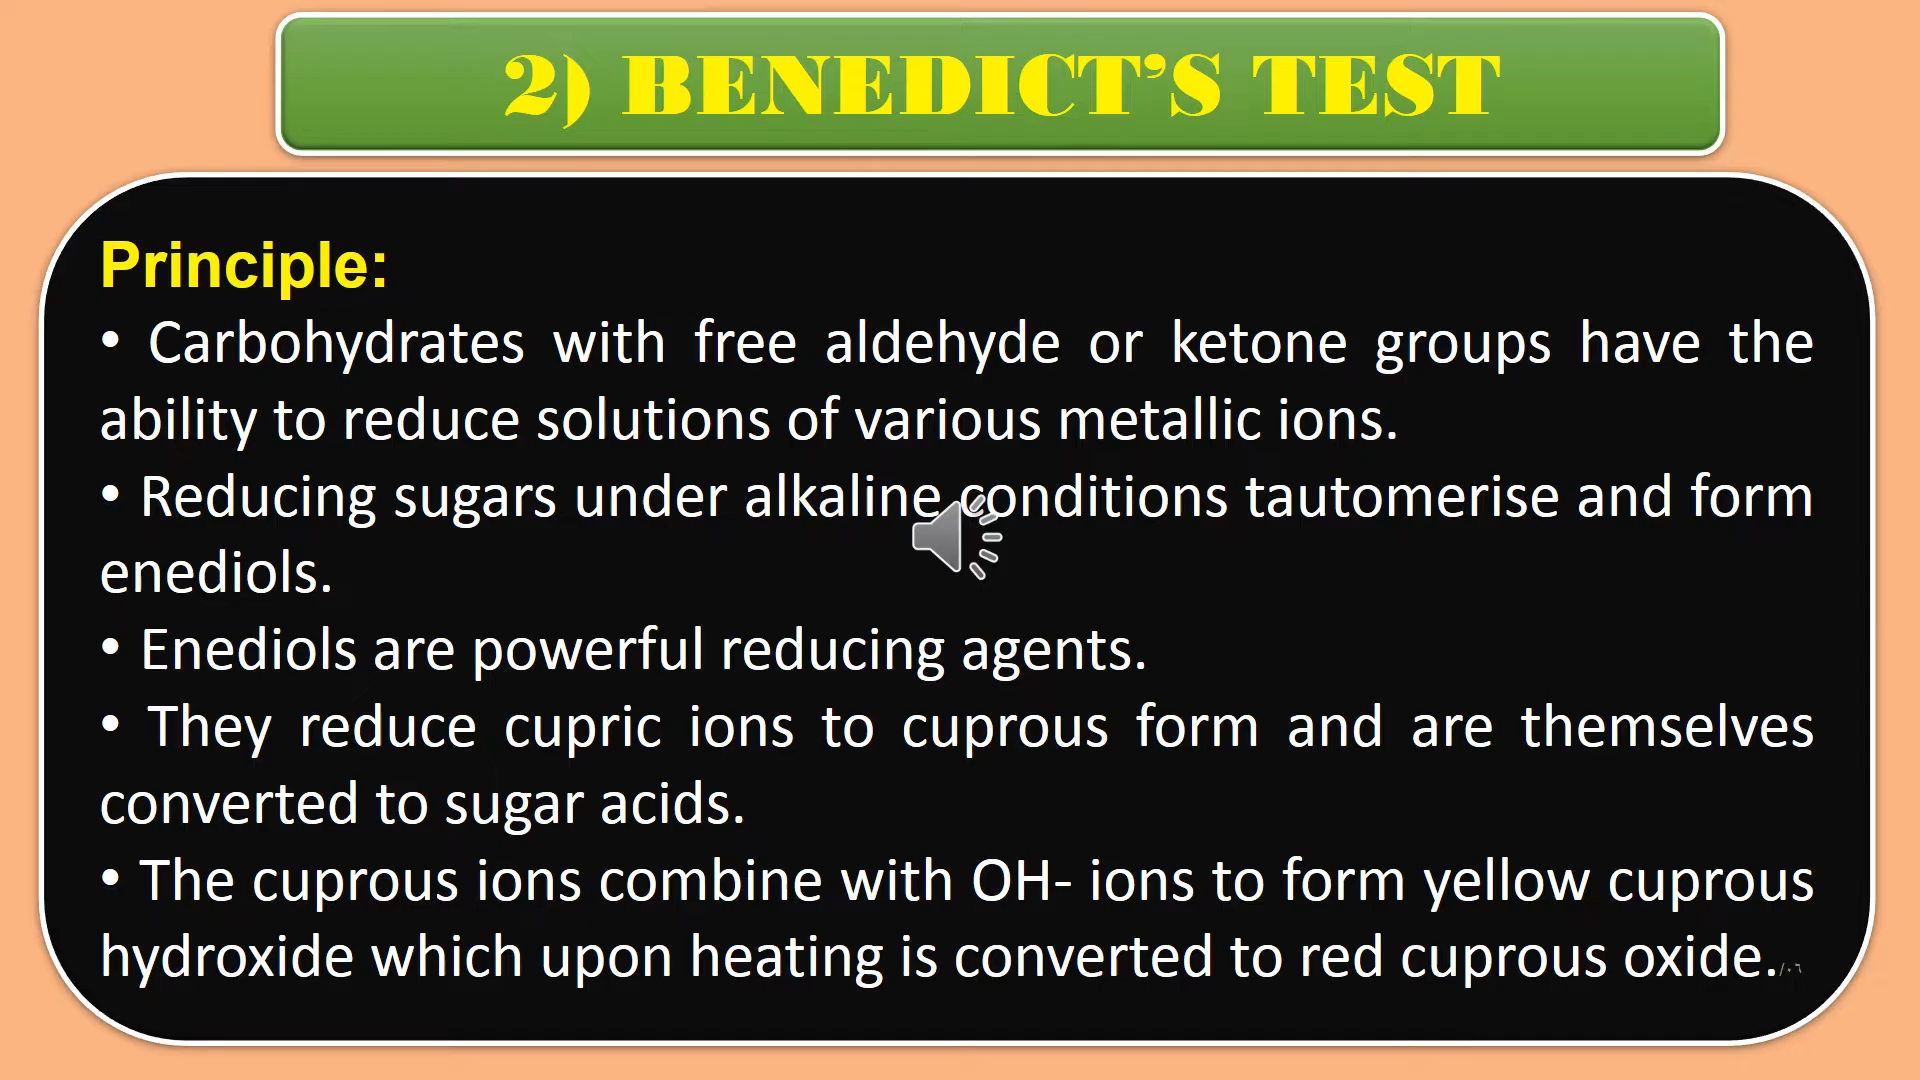 2) BENEDICT’S TEST
Principle:
• Carbohydrates with free aldehyde or ketone groups have the
ability to reduce solutions of various metallic ions.
• Reducing sugars under alkaline conditions tautomerise and form
enediols.
• Enediols are powerful reducing agents.
• They reduce cupric ions to cuprous form and are themselves
converted to sugar acids.
• The cuprous ions combine with OH- ions to form yellow cuprous
hydroxide which upon heating is converted to red cuprous oxide.